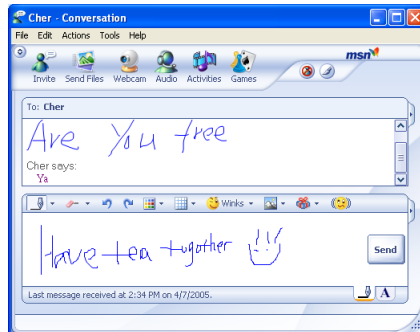 Cher - Conversation
File Edit Actions Tools Help
Invite Send Files Webcam Audio Activities Games
msn
To: Cher
Are You free
Cher says:
Ya
Winks
Have tea together
Send
Last message received at 2:34 PM on 4/7/2005.
A